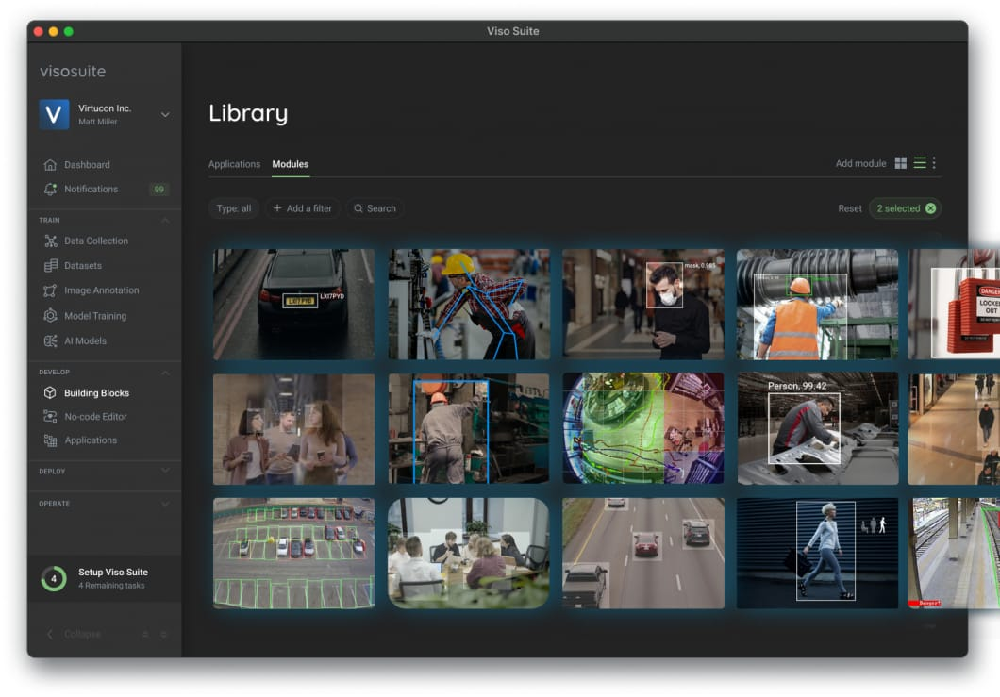 Viso Suite
visosuite
V
Virtucon Inc.
Matt Miller
Dashboard
Notifications 99
TRAIN
Data Collection
Datasets
Image Annotation
Model Training
AI Models
DEVELOP
Building Blocks
No-code Editor
Applications
DEPLOY
OPERATE
4
Setup Viso Suite
4 Remaining tasks
Collapse
Library
Applications Modules
Add module
Type: all + Add a filter Search
Reset 2 selected
LX17PYD
LX17PYD
mask, 0.985
DANGER
LOCKED
OUT
Person, 99.42
Danger!